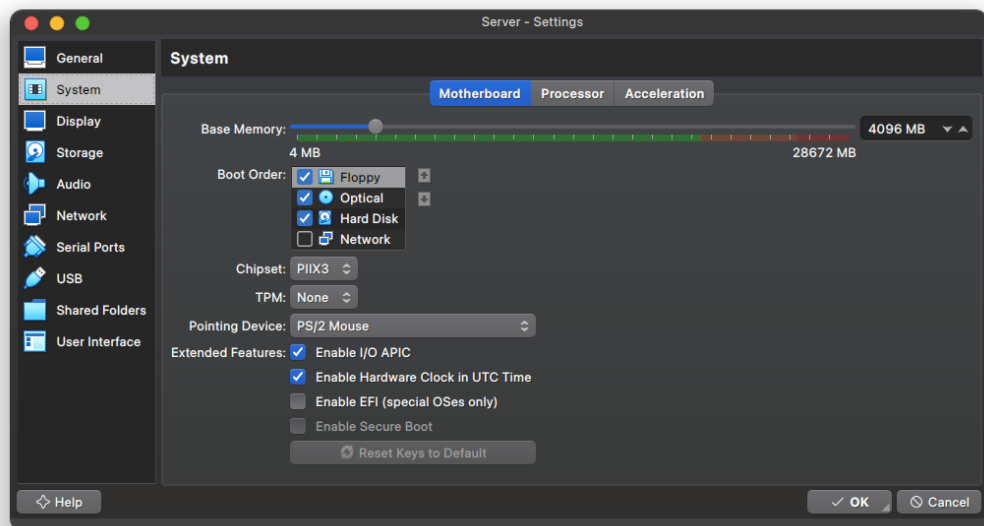 Server - Settings
General
System
Display
Storage
Audio
Network
Serial Ports
USB
Shared Folders
User Interface
System
Motherboard Processor Acceleration
Base Memory: 4096 MB
4 MB 28672 MB
Boot Order: Floppy
Optical
Hard Disk
Network
Chipset: PIIX3
TPM: None
Pointing Device: PS/2 Mouse
Extended Features: Enable I/O APIC
Enable Hardware Clock in UTC Time
Enable EFI (special OSes only)
Enable Secure Boot
Reset Keys to Default
Help OK Cancel